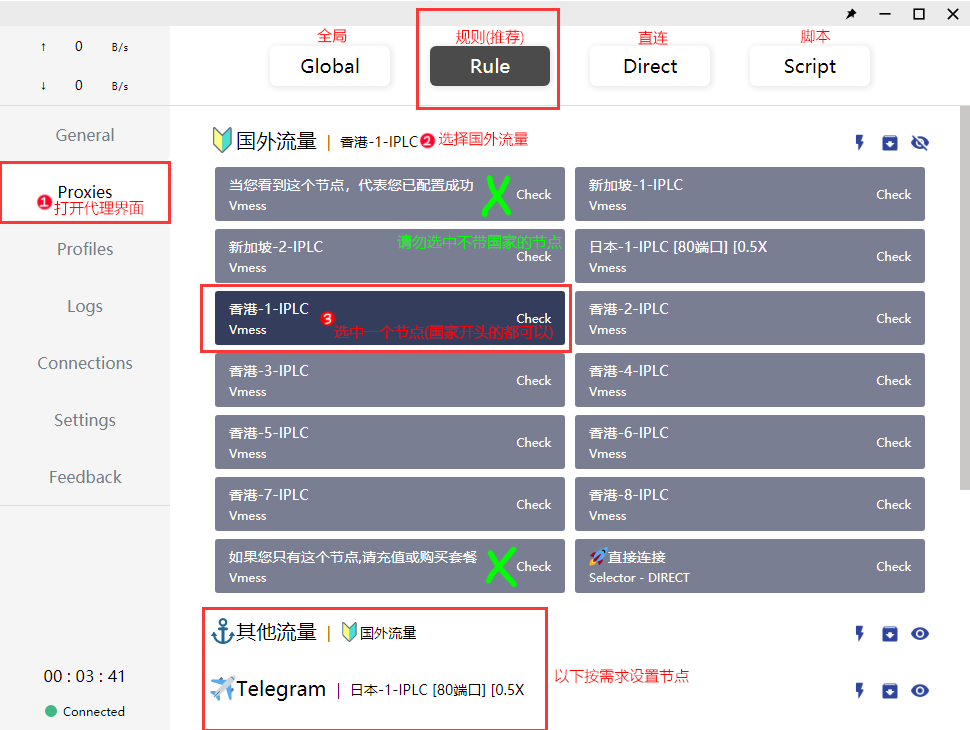 ↑ 0 B/s
↓ 0 B/s
全局
规则(推荐)
直连
脚本
Global
Rule
Direct
Script
General
1 Proxies
打开代理界面
Profiles
Logs
Connections
Settings
Feedback
00 : 03 : 41
Connected
国外流量 | 香港-1-IPLC 2 选择国外流量
当您看到这个节点，代表您已配置成功
Vmess
Check
新加坡-1-IPLC
Vmess
Check
新加坡-2-IPLC
Vmess
Check
请勿选中不带国家的节点
日本-1-IPLC [80端口] [0.5X
Vmess
Check
香港-1-IPLC
Vmess
Check
3 选中一个节点(国家开头的都可以)
香港-2-IPLC
Vmess
Check
香港-3-IPLC
Vmess
Check
香港-4-IPLC
Vmess
Check
香港-5-IPLC
Vmess
Check
香港-6-IPLC
Vmess
Check
香港-7-IPLC
Vmess
Check
香港-8-IPLC
Vmess
Check
如果您只有这个节点,请充值或购买套餐
Vmess
Check
直接连接
Selector - DIRECT
Check
其他流量 | 国外流量
Telegram | 日本-1-IPLC [80端口] [0.5X
以下按需求设置节点